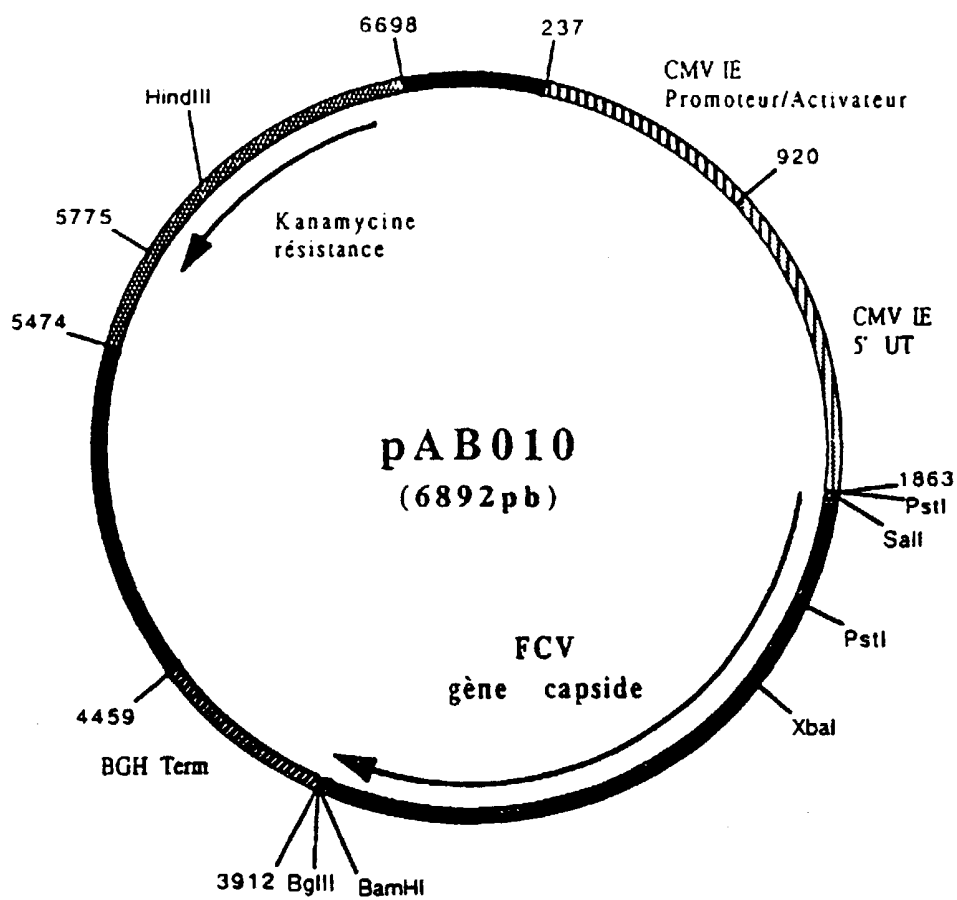 6698
237
HindIII
CMV IE
Promoteur/Activateur
920
5775
Kanamycine
résistance
5474
CMV IE
5' UT
pAB010
(6892pb)
1863
PstI
SalI
PstI
FCV
gène capside
XbaI
4459
BGH Term
3912 BglII BamHI